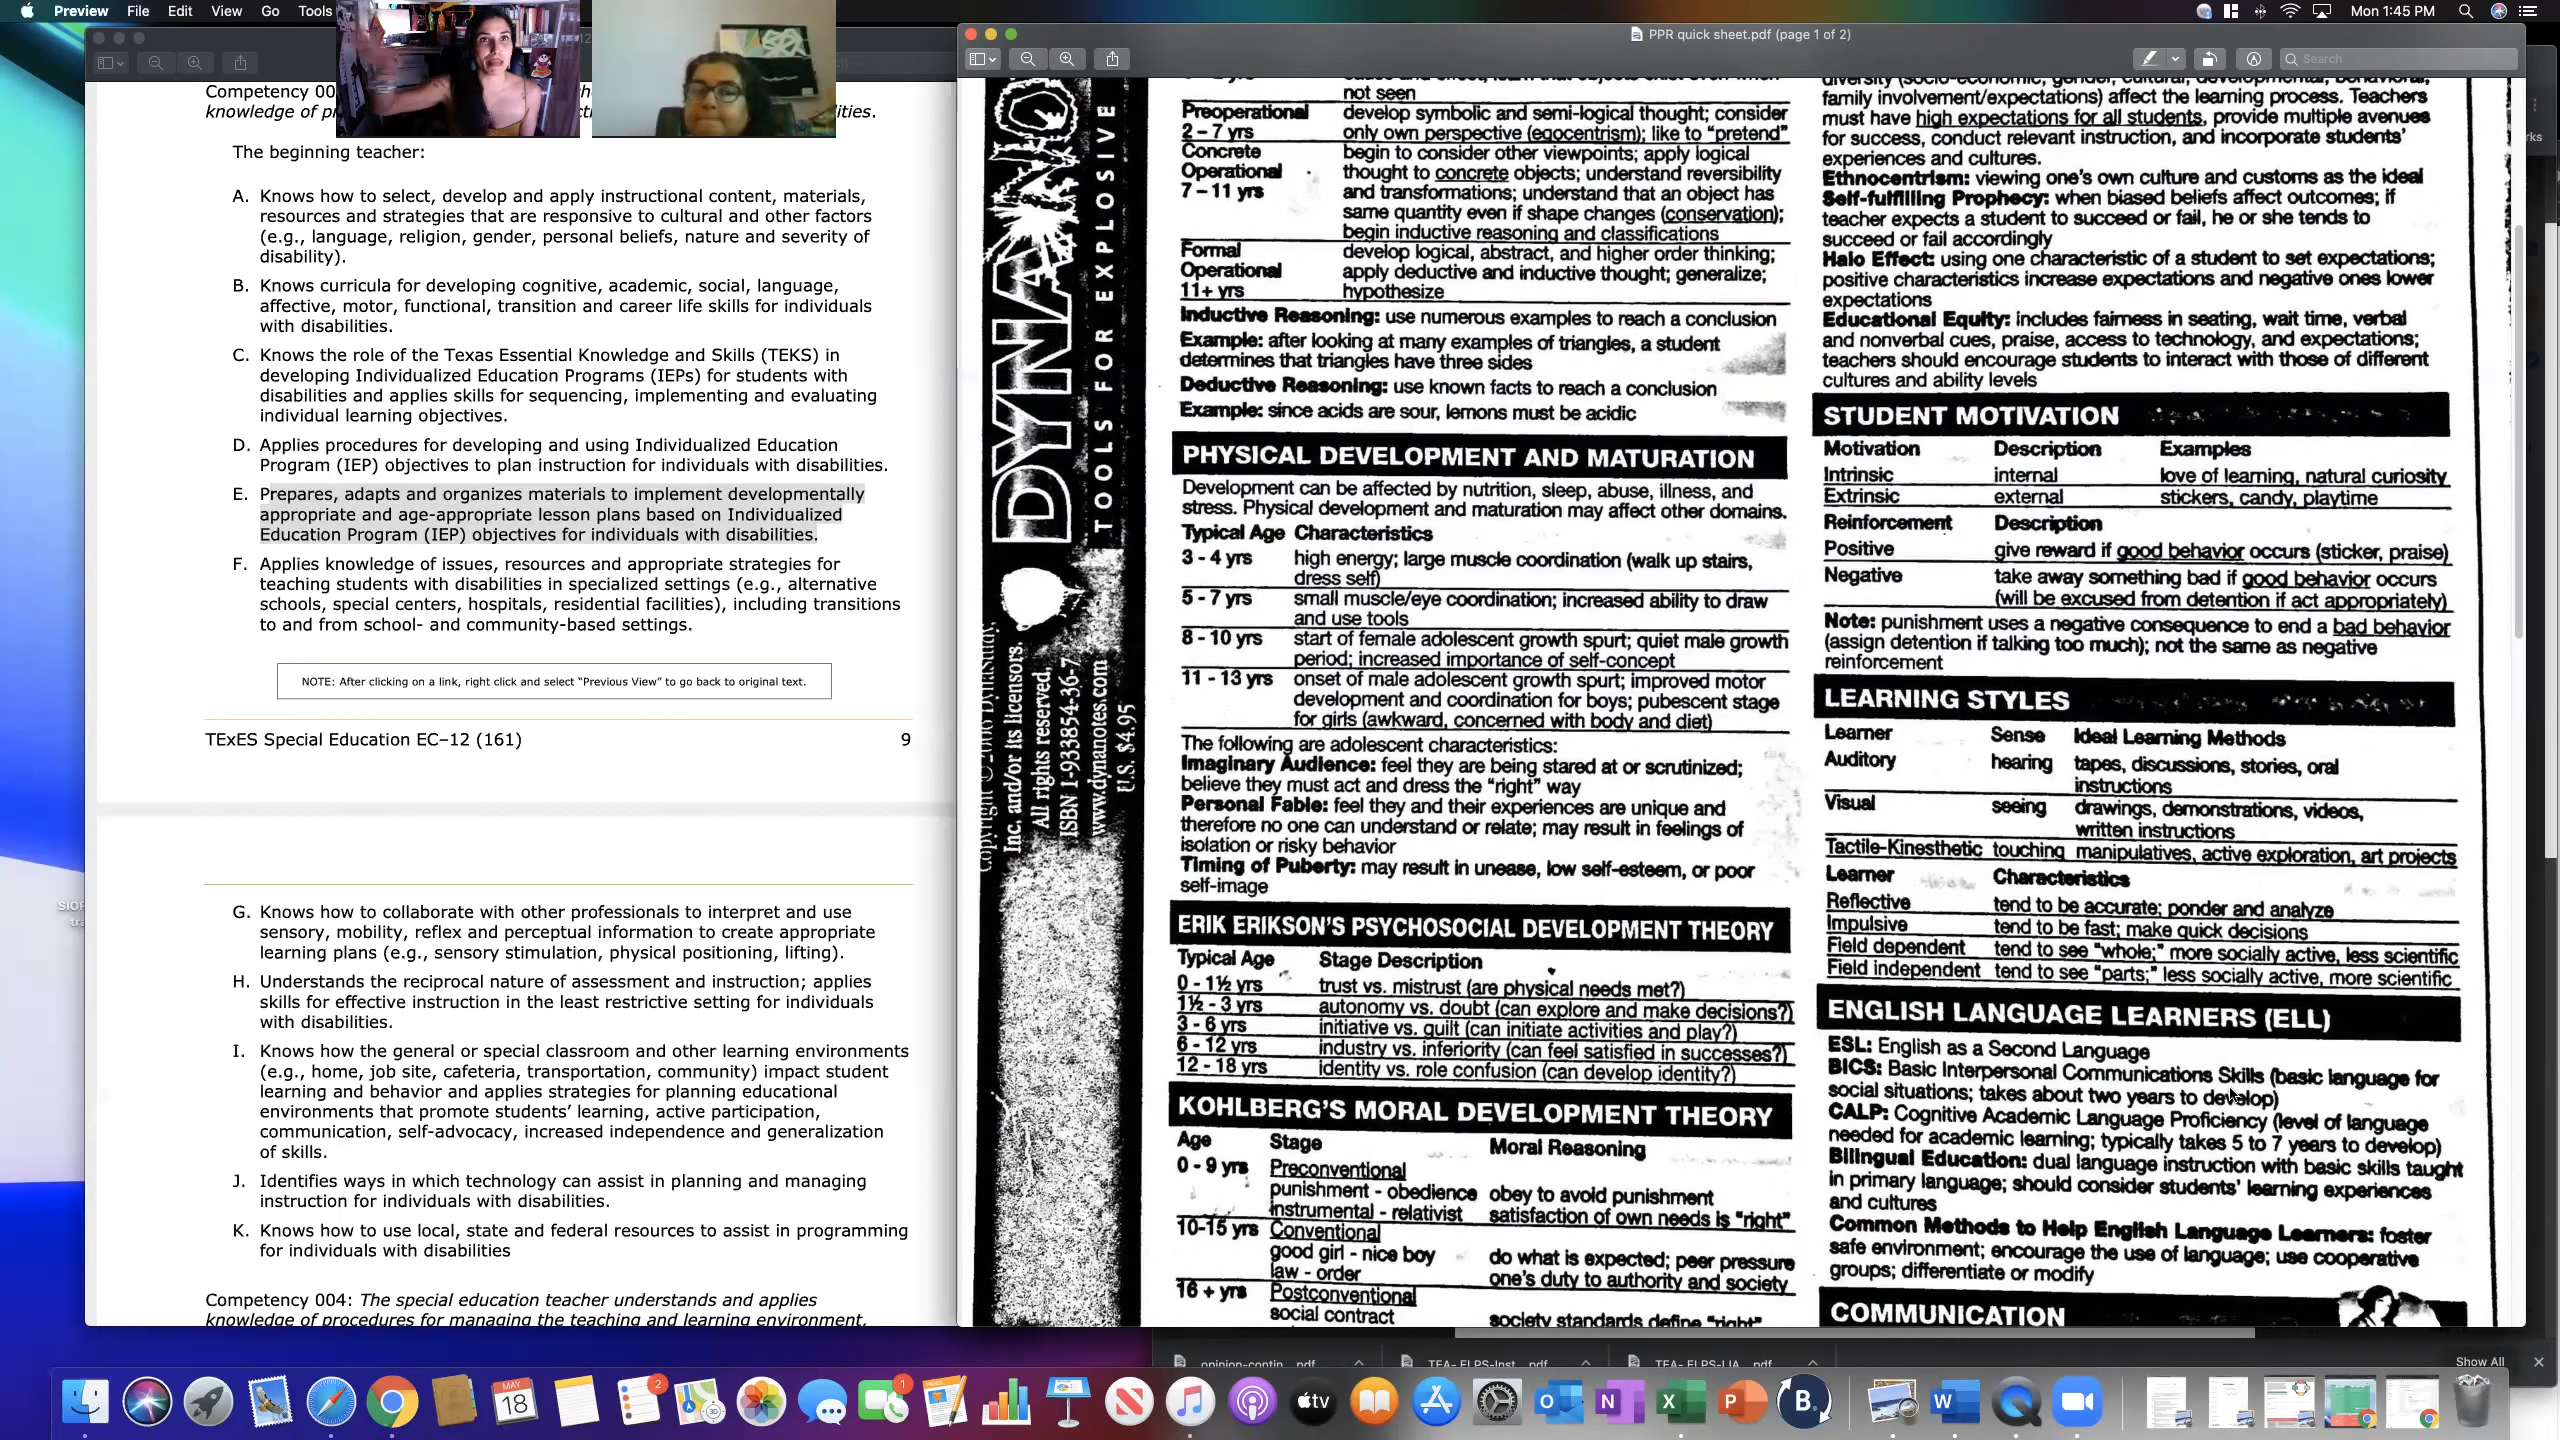 Preview File Edit View Go Tools
Mon 1:45 PM
Competency 00
knowledge of pr
ities.
The beginning teacher:
A. Knows how to select, develop and apply instructional content, materials,
resources and strategies that are responsive to cultural and other factors
(e.g., language, religion, gender, personal beliefs, nature and severity of
disability).
B. Knows curricula for developing cognitive, academic, social, language,
affective, motor, functional, transition and career life skills for individuals
with disabilities.
C. Knows the role of the Texas Essential Knowledge and Skills (TEKS) in
developing Individualized Education Programs (IEPs) for students with
disabilities and applies skills for sequencing, implementing and evaluating
individual learning objectives.
D. Applies procedures for developing and using Individualized Education
Program (IEP) objectives to plan instruction for individuals with disabilities.
E. Prepares, adapts and organizes materials to implement developmentally
appropriate and age-appropriate lesson plans based on Individualized
Education Program (IEP) objectives for individuals with disabilities.
F. Applies knowledge of issues, resources and appropriate strategies for
teaching students with disabilities in specialized settings (e.g., alternative
schools, special centers, hospitals, residential facilities), including transitions
to and from school- and community-based settings.
NOTE: After clicking on a link, right click and select “Previous View” to go back to original text.
TExES Special Education EC–12 (161) 9
G. Knows how to collaborate with other professionals to interpret and use
sensory, mobility, reflex and perceptual information to create appropriate
learning plans (e.g., sensory stimulation, physical positioning, lifting).
H. Understands the reciprocal nature of assessment and instruction; applies
skills for effective instruction in the least restrictive setting for individuals
with disabilities.
I. Knows how the general or special classroom and other learning environments
(e.g., home, job site, cafeteria, transportation, community) impact student
learning and behavior and applies strategies for planning educational
environments that promote students’ learning, active participation,
communication, self-advocacy, increased independence and generalization
of skills.
J. Identifies ways in which technology can assist in planning and managing
instruction for individuals with disabilities.
K. Knows how to use local, state and federal resources to assist in programming
for individuals with disabilities
Competency 004: The special education teacher understands and applies
knowledge of procedures for managing the teaching and learning environment,
PPR quick sheet.pdf (page 1 of 2)
Search
DYNA
TOOLS FOR EXPLOSIVE
Inc. and/or its licensors.
All rights reserved.
ISBN 1-933854-36-7
www.dynanotes.com
U.S. $4.95
not seen
Preoperational develop symbolic and semi-logical thought; consider
2 – 7 yrs only own perspective (egocentrism); like to "pretend"
Concrete begin to consider other viewpoints; apply logical
Operational thought to concrete objects; understand reversibility
7 – 11 yrs and transformations; understand that an object has
same quantity even if shape changes (conservation);
begin inductive reasoning and classifications
Formal develop logical, abstract, and higher order thinking;
Operational apply deductive and inductive thought; generalize;
11+ yrs hypothesize
Inductive Reasoning: use numerous examples to reach a conclusion
Example: after looking at many examples of triangles, a student
determines that triangles have three sides
Deductive Reasoning: use known facts to reach a conclusion
Example: since acids are sour, lemons must be acidic
PHYSICAL DEVELOPMENT AND MATURATION
Development can be affected by nutrition, sleep, abuse, illness, and
stress. Physical development and maturation may affect other domains.
Typical Age Characteristics
3 - 4 yrs high energy; large muscle coordination (walk up stairs,
dress self)
5 - 7 yrs small muscle/eye coordination; increased ability to draw
and use tools
8 - 10 yrs start of female adolescent growth spurt; quiet male growth
period; increased importance of self-concept
11 - 13 yrs onset of male adolescent growth spurt; improved motor
development and coordination for boys; pubescent stage
for girls (awkward, concerned with body and diet)
The following are adolescent characteristics:
Imaginary Audience: feel they are being stared at or scrutinized;
believe they must act and dress the "right" way
Personal Fable: feel they and their experiences are unique and
therefore no one can understand or relate; may result in feelings of
isolation or risky behavior
Timing of Puberty: may result in unease, low self-esteem, or poor
self-image
ERIK ERIKSON'S PSYCHOSOCIAL DEVELOPMENT THEORY
Typical Age Stage Description
0 - 1½ yrs trust vs. mistrust (are physical needs met?)
1½ - 3 yrs autonomy vs. doubt (can explore and make decisions?)
3 - 6 yrs initiative vs. guilt (can initiate activities and play?)
6 - 12 yrs industry vs. inferiority (can feel satisfied in successes?)
12 - 18 yrs identity vs. role confusion (can develop identity?)
KOHLBERG'S MORAL DEVELOPMENT THEORY
Age Stage Moral Reasoning
0 - 9 yrs Preconventional
punishment - obedience obey to avoid punishment
instrumental - relativist satisfaction of own needs is "right"
10-15 yrs Conventional
good girl - nice boy do what is expected; peer pressure
law - order one's duty to authority and society
16 + yrs Postconventional
social contract society standards define "right"
diversity (socio-economic, gender, cultural, developmental, behavioral,
family involvement/expectations) affect the learning process. Teachers
must have high expectations for all students, provide multiple avenues
for success, conduct relevant instruction, and incorporate students'
experiences and cultures.
Ethnocentrism: viewing one's own culture and customs as the ideal
Self-fulfilling Prophecy: when biased beliefs affect outcomes; if
teacher expects a student to succeed or fail, he or she tends to
succeed or fail accordingly
Halo Effect: using one characteristic of a student to set expectations;
positive characteristics increase expectations and negative ones lower
expectations
Educational Equity: includes fairness in seating, wait time, verbal
and nonverbal cues, praise, access to technology, and expectations;
teachers should encourage students to interact with those of different
cultures and ability levels
STUDENT MOTIVATION
Motivation Description Examples
Intrinsic internal love of learning, natural curiosity
Extrinsic external stickers, candy, playtime
Reinforcement Description
Positive give reward if good behavior occurs (sticker, praise)
Negative take away something bad if good behavior occurs
(will be excused from detention if act appropriately)
Note: punishment uses a negative consequence to end a bad behavior
(assign detention if talking too much); not the same as negative
reinforcement
LEARNING STYLES
Learner Sense Ideal Learning Methods
Auditory hearing tapes, discussions, stories, oral
instructions
Visual seeing drawings, demonstrations, videos,
written instructions
Tactile-Kinesthetic touching manipulatives, active exploration, art projects
Learner Characteristics
Reflective tend to be accurate; ponder and analyze
Impulsive tend to be fast; make quick decisions
Field dependent tend to see "whole;" more socially active, less scientific
Field independent tend to see "parts;" less socially active, more scientific
ENGLISH LANGUAGE LEARNERS (ELL)
ESL: English as a Second Language
BICS: Basic Interpersonal Communications Skills (basic language for
social situations; takes about two years to develop)
CALP: Cognitive Academic Language Proficiency (level of language
needed for academic learning; typically takes 5 to 7 years to develop)
Bilingual Education: dual language instruction with basic skills taught
in primary language; should consider students' learning experiences
and cultures
Common Methods to Help English Language Learners: foster
safe environment; encourage the use of language; use cooperative
groups; differentiate or modify
COMMUNICATION
opinion-contin....pdf
TEA- ELPS-Inst....pdf
TEA- ELPS-LIA....pdf
Show All
MAY
18
2
1
tv